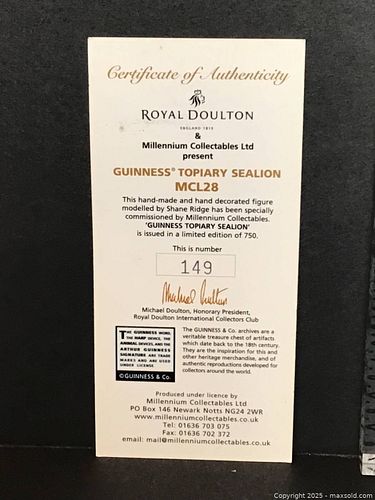 Certificate of Authenticity
ROYAL DOULTON
ENGLAND 1815
&
Millennium Collectables Ltd
present
GUINNESS® TOPIARY SEALION
MCL28
This hand-made and hand decorated figure
modelled by Shane Ridge has been specially
commissioned by Millennium Collectables.
'GUINNESS TOPIARY SEALION'
is issued in a limited edition of 750.
This is number
149
Michael Doulton
Michael Doulton, Honorary President,
Royal Doulton International Collectors Club
THE GUINNESS WORD,
THE HARP DEVICE, THE
ANIMAL DEVICES, AND THE
ARTHUR GUINNESS
SIGNATURE ARE TRADE
MARKS AND ARE USED
UNDER LICENSE
©GUINNESS & Co.
The GUINNESS & Co. archives are a
veritable treasure chest of artifacts
which date back to the 18th century.
They are the inspiration for this and
other heritage merchandise, and of
authentic reproductions developed for
collectors around the world.
Produced under licence by
Millennium Collectables Ltd
PO Box 146 Newark Notts NG24 2WR
www.millenniumcollectables.co.uk
Tel: 01636 703 075
Fax: 01636 702 372
email: mail@millenniumcollectables.co.uk
Copyright 2025 - maxsold.com